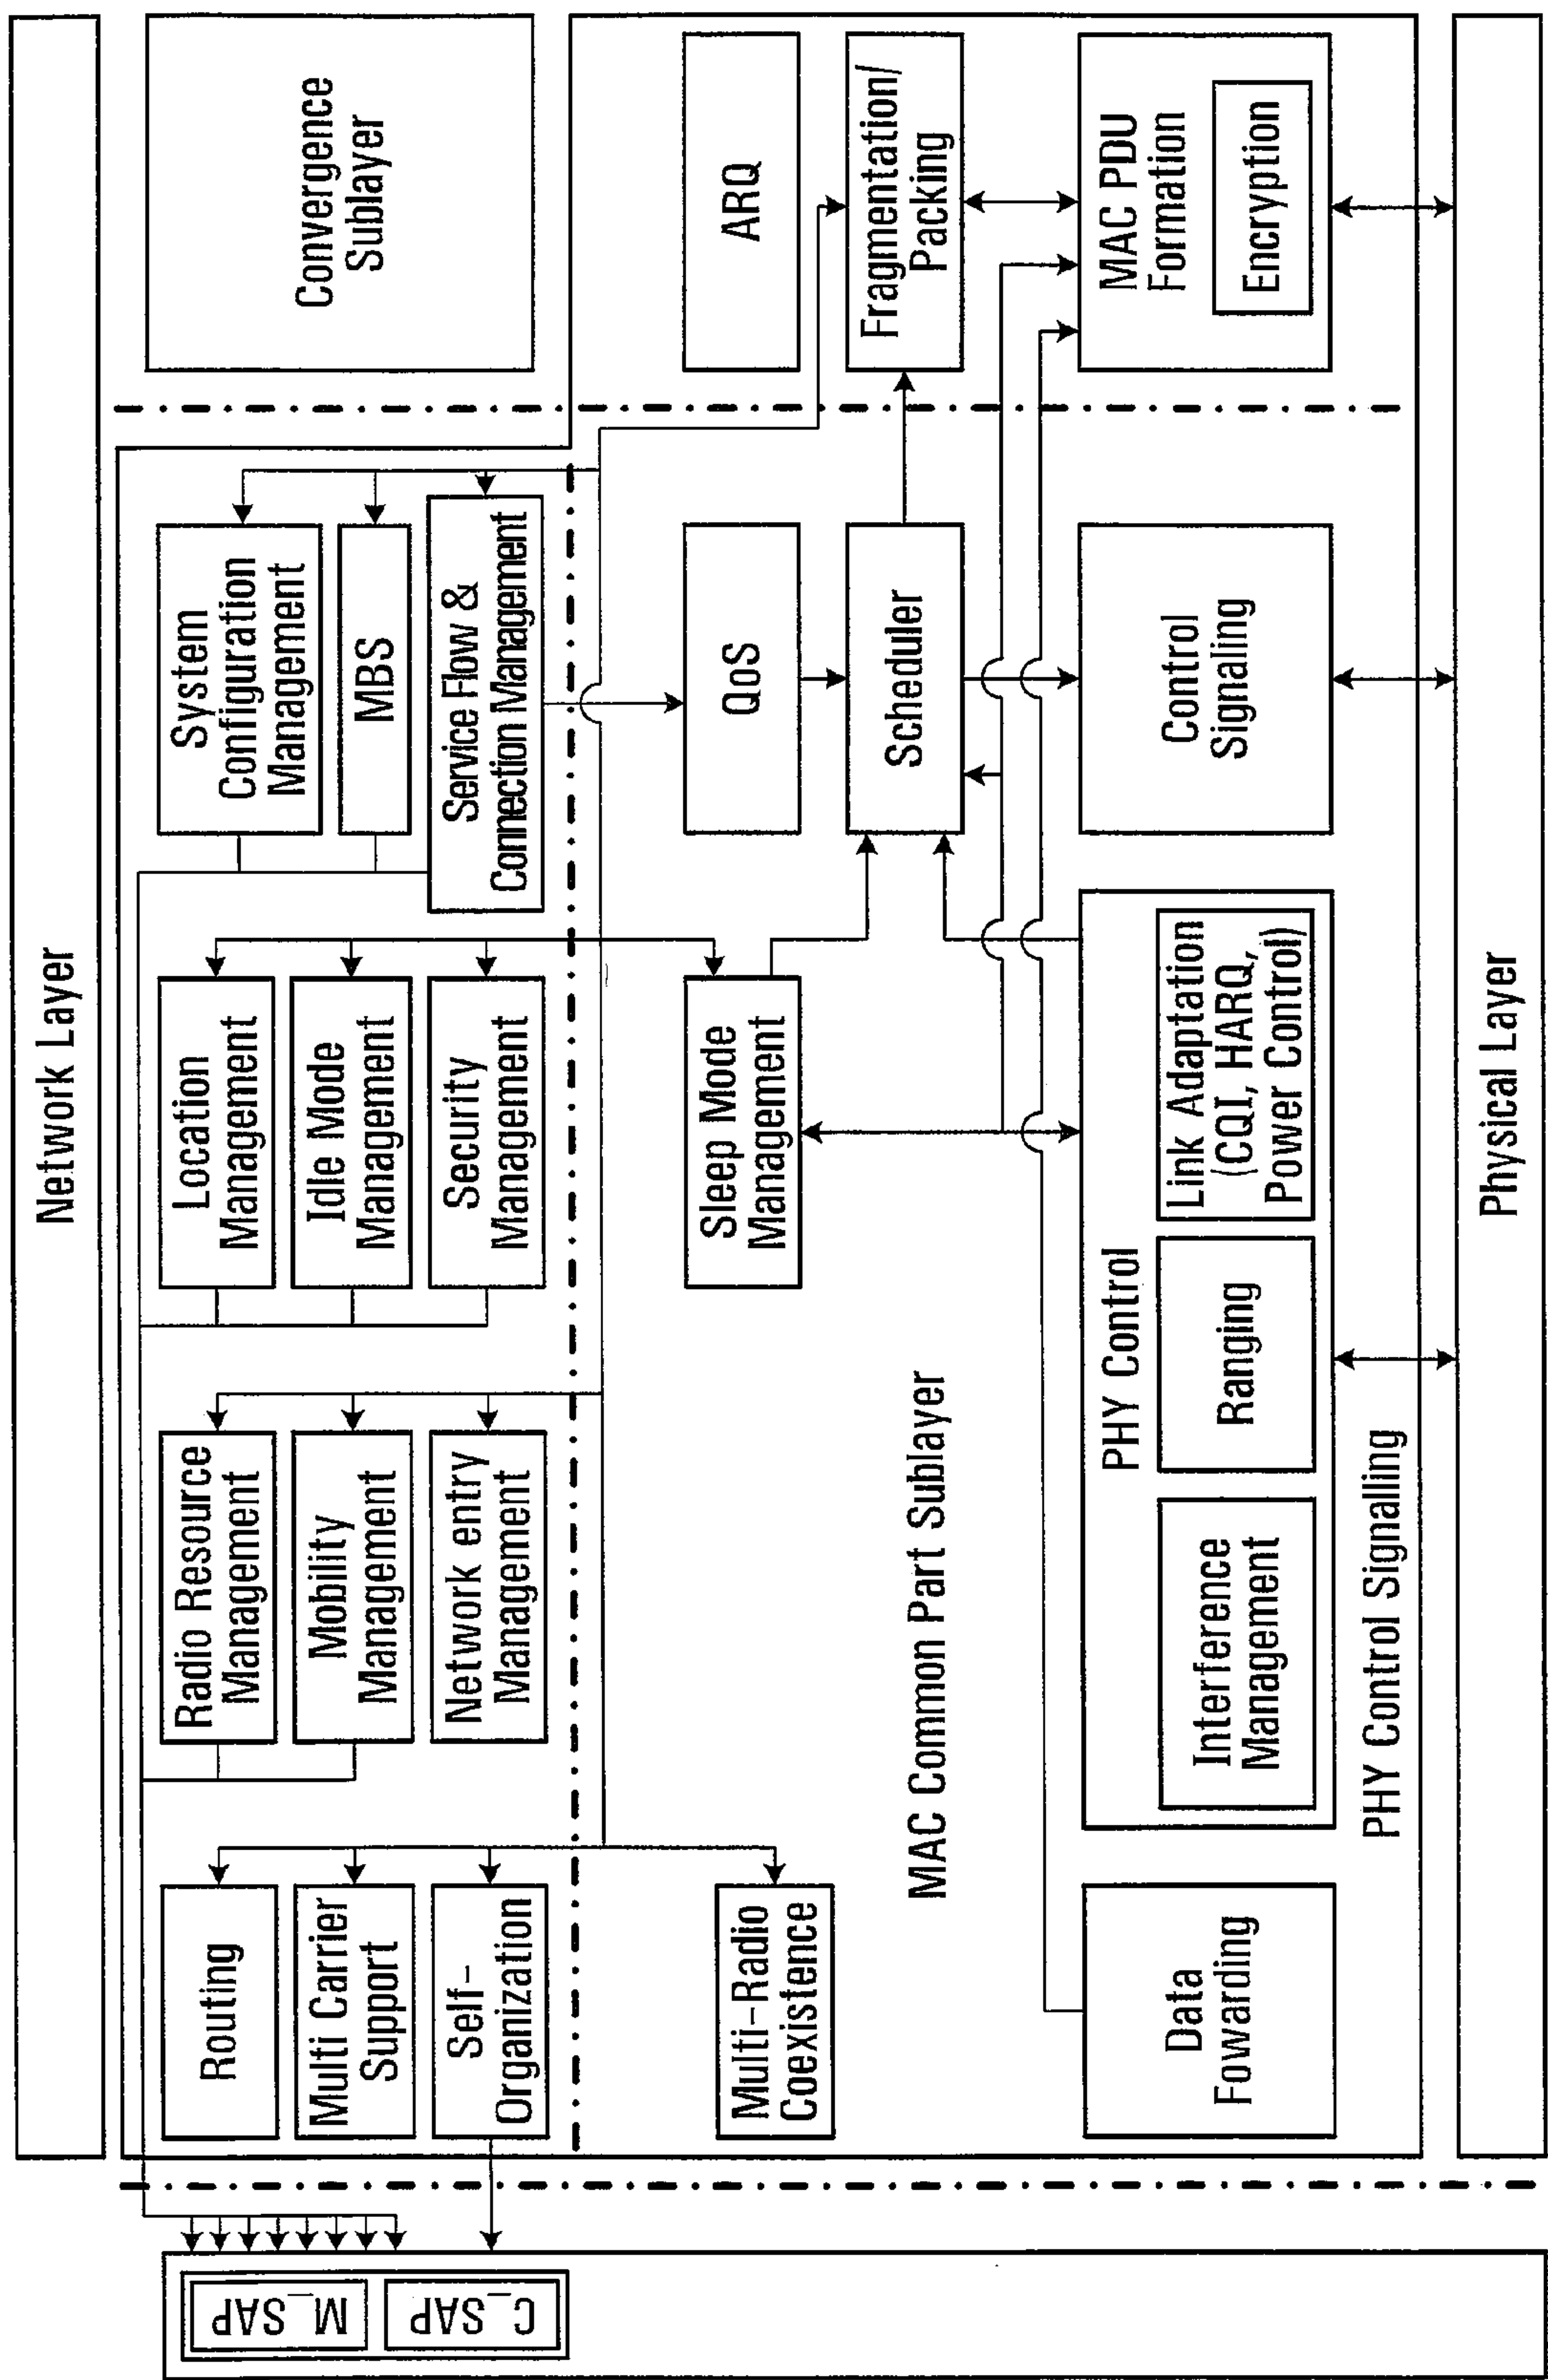 Network Layer
M_SAP
C_SAP
Routing
Multi Carrier
Support
Self-
Organization
Radio Resource
Management
Mobility
Management
Network entry
Management
Location
Management
Idle Mode
Management
Security
Management
System
Configuration
Management
MBS
Service Flow &
Connection Management
Convergence
Sublayer
Multi-Radio
Coexistence
Sleep Mode
Management
QoS
ARQ
MAC Common Part Sublayer
Scheduler
Fragmentation/
Packing
Data
Fowarding
PHY Control
Interference
Management
Ranging
Link Adaptation
(CQI, HARQ,
Power Control)
Control
Signaling
MAC PDU
Formation
Encryption
PHY Control Signalling
Physical Layer